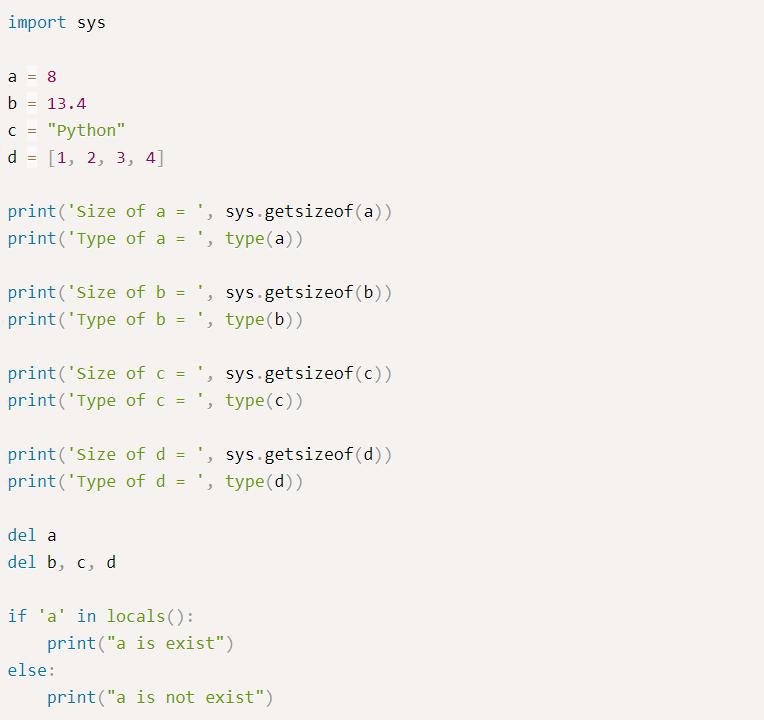 import sys
a = 8
b = 13.4
c = "Python"
d = [1, 2, 3, 4]
print('Size of a = ', sys.getsizeof(a))
print('Type of a = ', type(a))
print('Size of b = ', sys.getsizeof(b))
print('Type of b = ', type(b))
print('Size of c = ', sys.getsizeof(c))
print('Type of c = ', type(c))
print('Size of d = ', sys.getsizeof(d))
print('Type of d = ', type(d))
del a
del b, c, d
if 'a' in locals():
    print("a is exist")
else:
    print("a is not exist")